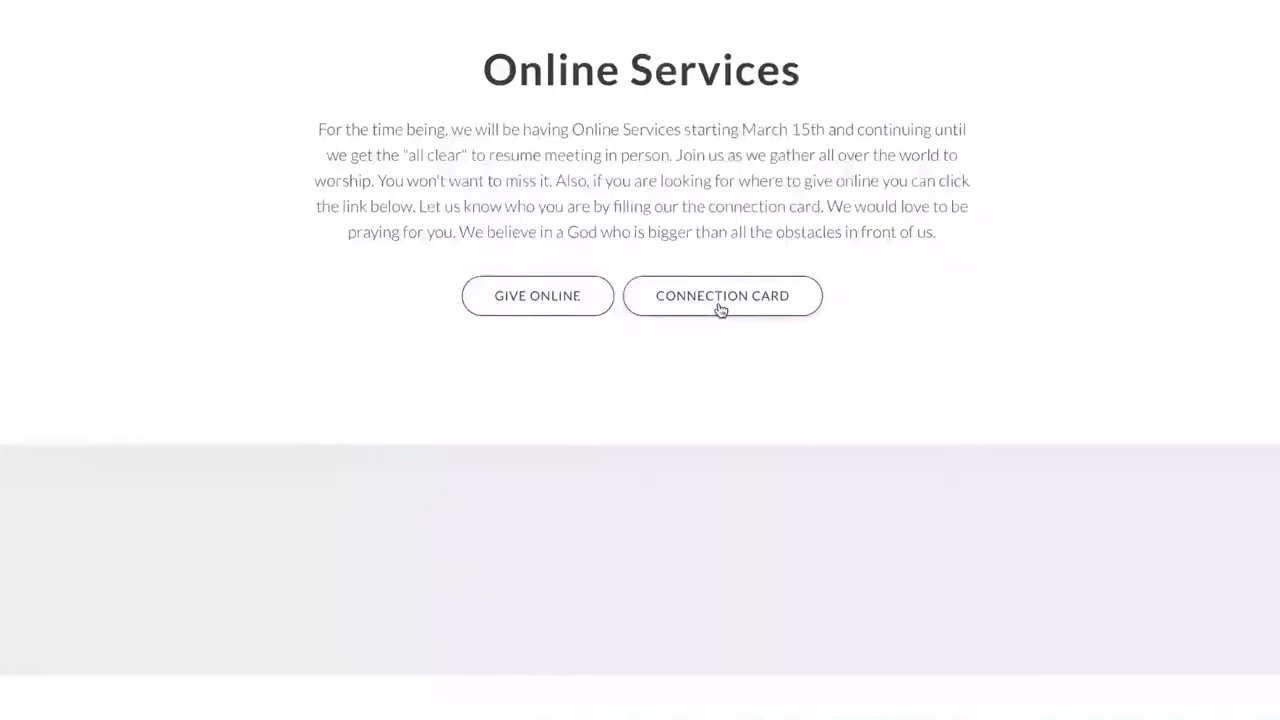 Online Services
For the time being, we will be having Online Services starting March 15th and continuing until
we get the "all clear" to resume meeting in person. Join us as we gather all over the world to
worship. You won't want to miss it. Also, if you are looking for where to give online you can click
the link below. Let us know who you are by filling our the connection card. We would love to be
praying for you. We believe in a God who is bigger than all the obstacles in front of us.
GIVE ONLINE
CONNECTION CARD